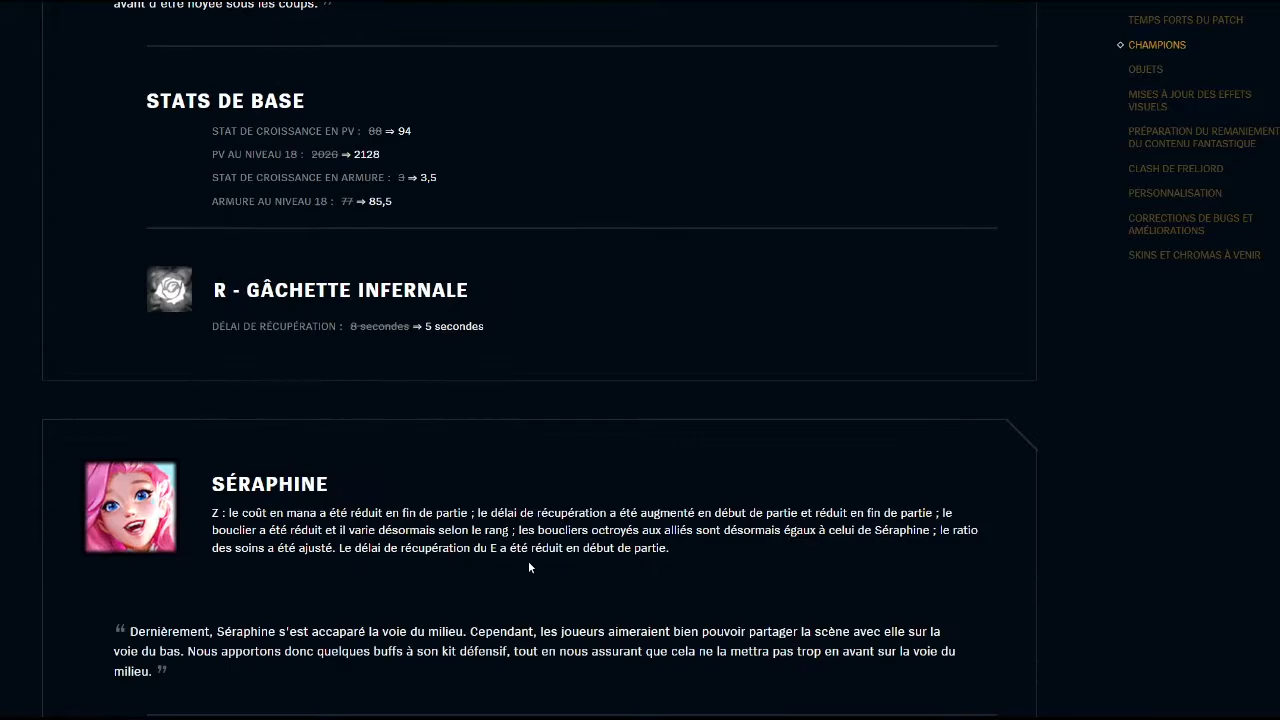 avant d'être noyée sous les coups. ”
STATS DE BASE
STAT DE CROISSANCE EN PV : 88 ⇒ 94
PV AU NIVEAU 18 : 2026 ⇒ 2128
STAT DE CROISSANCE EN ARMURE : 3 ⇒ 3,5
ARMURE AU NIVEAU 18 : 77 ⇒ 85,5
R - GÂCHETTE INFERNALE
DÉLAI DE RÉCUPÉRATION : 8 secondes ⇒ 5 secondes
SÉRAPHINE
Z : le coût en mana a été réduit en fin de partie ; le délai de récupération a été augmenté en début de partie et réduit en fin de partie ; le
bouclier a été réduit et il varie désormais selon le rang ; les boucliers octroyés aux alliés sont désormais égaux à celui de Séraphine ; le ratio
des soins a été ajusté. Le délai de récupération du E a été réduit en début de partie.
“ Dernièrement, Séraphine s'est accaparé la voie du milieu. Cependant, les joueurs aimeraient bien pouvoir partager la scène avec elle sur la
voie du bas. Nous apportons donc quelques buffs à son kit défensif, tout en nous assurant que cela ne la mettra pas trop en avant sur la voie du
milieu. ”
TEMPS FORTS DU PATCH
CHAMPIONS
OBJETS
MISES À JOUR DES EFFETS
VISUELS
PRÉPARATION DU REMANIEMENT
DU CONTENU FANTASTIQUE
CLASH DE FRELJORD
PERSONNALISATION
CORRECTIONS DE BUGS ET
AMÉLIORATIONS
SKINS ET CHROMAS À VENIR